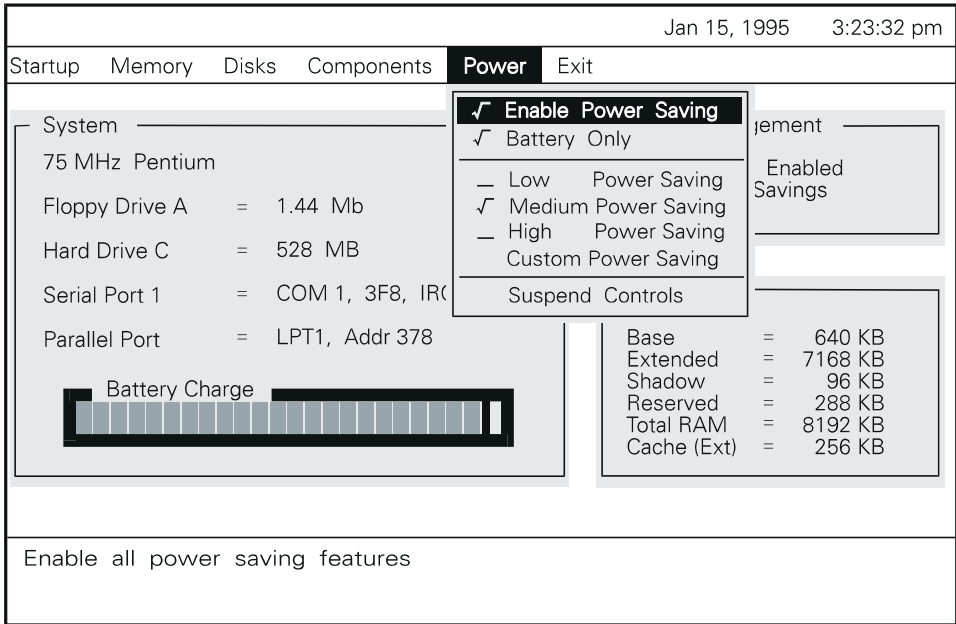 Jan 15, 1995 3:23:32 pm
Startup Memory Disks Components Power Exit
√ Enable Power Saving
√ Battery Only
_ Low Power Saving
√ Medium Power Saving
_ High Power Saving
Custom Power Saving
Suspend Controls
System
75 MHz Pentium
Floppy Drive A = 1.44 Mb
Hard Drive C = 528 MB
Serial Port 1 = COM 1, 3F8,
Parallel Port = LPT1, Addr 378
Battery Charge
Enabled
Savings
Base = 640 KB
Extended = 7168 KB
Shadow = 96 KB
Reserved = 288 KB
Total RAM = 8192 KB
Cache (Ext) = 256 KB
Enable all power saving features